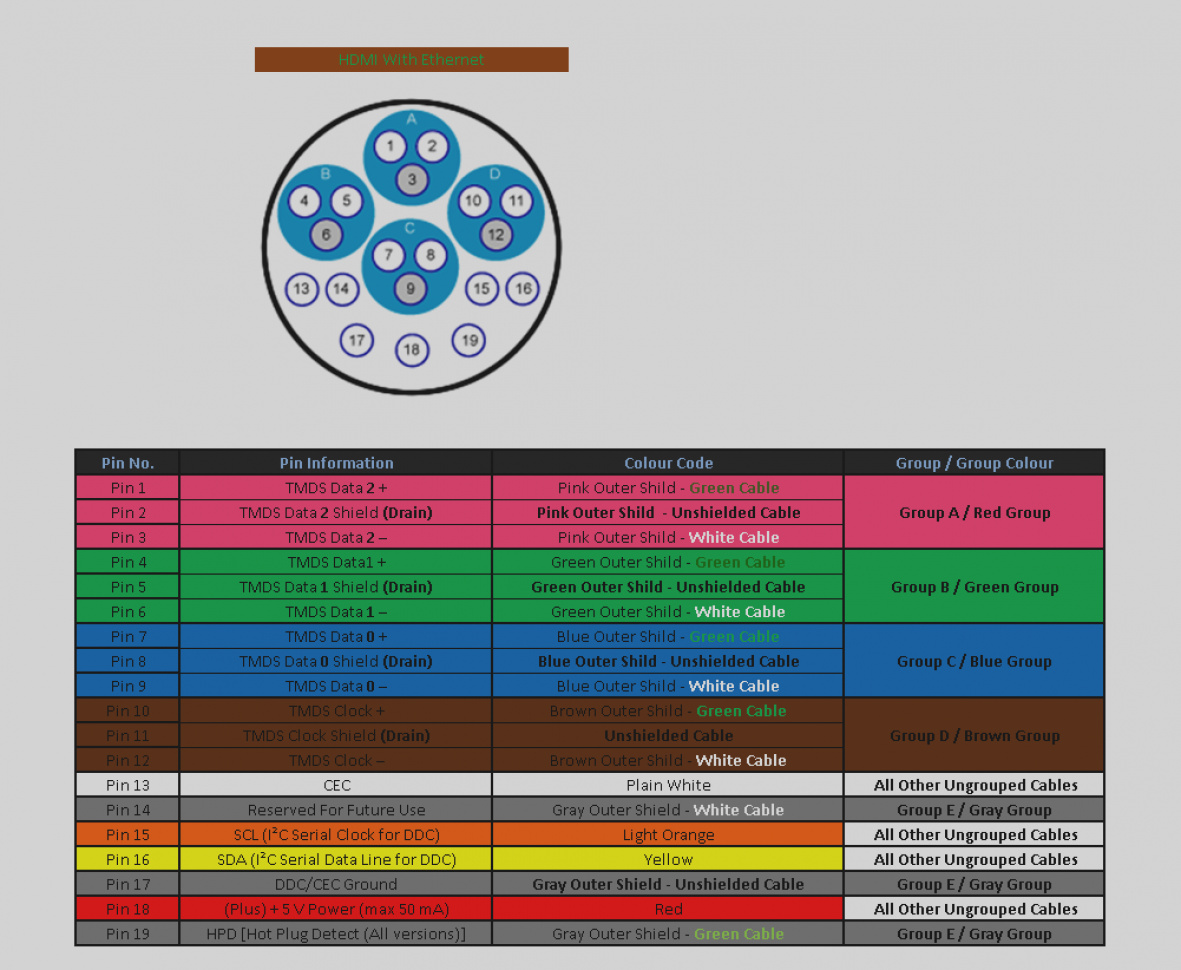 HDMI With Ethernet
A
1 2
3
B D
4 5 10 11
6 12
C
7 8
9
13 14 15 16
17 18 19
Pin No. Pin Information Colour Code Group / Group Colour
Pin 1 TMDS Data 2 + Pink Outer Shild - Green Cable
Pin 2 TMDS Data 2 Shield (Drain) Pink Outer Shild - Unshielded Cable Group A / Red Group
Pin 3 TMDS Data 2 – Pink Outer Shild - White Cable
Pin 4 TMDS Data1 + Green Outer Shild - Green Cable
Pin 5 TMDS Data 1 Shield (Drain) Green Outer Shild - Unshielded Cable Group B / Green Group
Pin 6 TMDS Data 1 – Green Outer Shild - White Cable
Pin 7 TMDS Data 0 + Blue Outer Shild - Green Cable
Pin 8 TMDS Data 0 Shield (Drain) Blue Outer Shild - Unshielded Cable Group C / Blue Group
Pin 9 TMDS Data 0 – Blue Outer Shild - White Cable
Pin 10 TMDS Clock + Brown Outer Shild - Green Cable
Pin 11 TMDS Clock Shield (Drain) Unshielded Cable Group D / Brown Group
Pin 12 TMDS Clock – Brown Outer Shild - White Cable
Pin 13 CEC Plain White All Other Ungrouped Cables
Pin 14 Reserved For Future Use Gray Outer Shield - White Cable Group E / Gray Group
Pin 15 SCL (I²C Serial Clock for DDC) Light Orange All Other Ungrouped Cables
Pin 16 SDA (I²C Serial Data Line for DDC) Yellow All Other Ungrouped Cables
Pin 17 DDC/CEC Ground Gray Outer Shield - Unshielded Cable Group E / Gray Group
Pin 18 (Plus) + 5 V Power (max 50 mA) Red All Other Ungrouped Cables
Pin 19 HPD [Hot Plug Detect (All versions)] Gray Outer Shield - Green Cable Group E / Gray Group